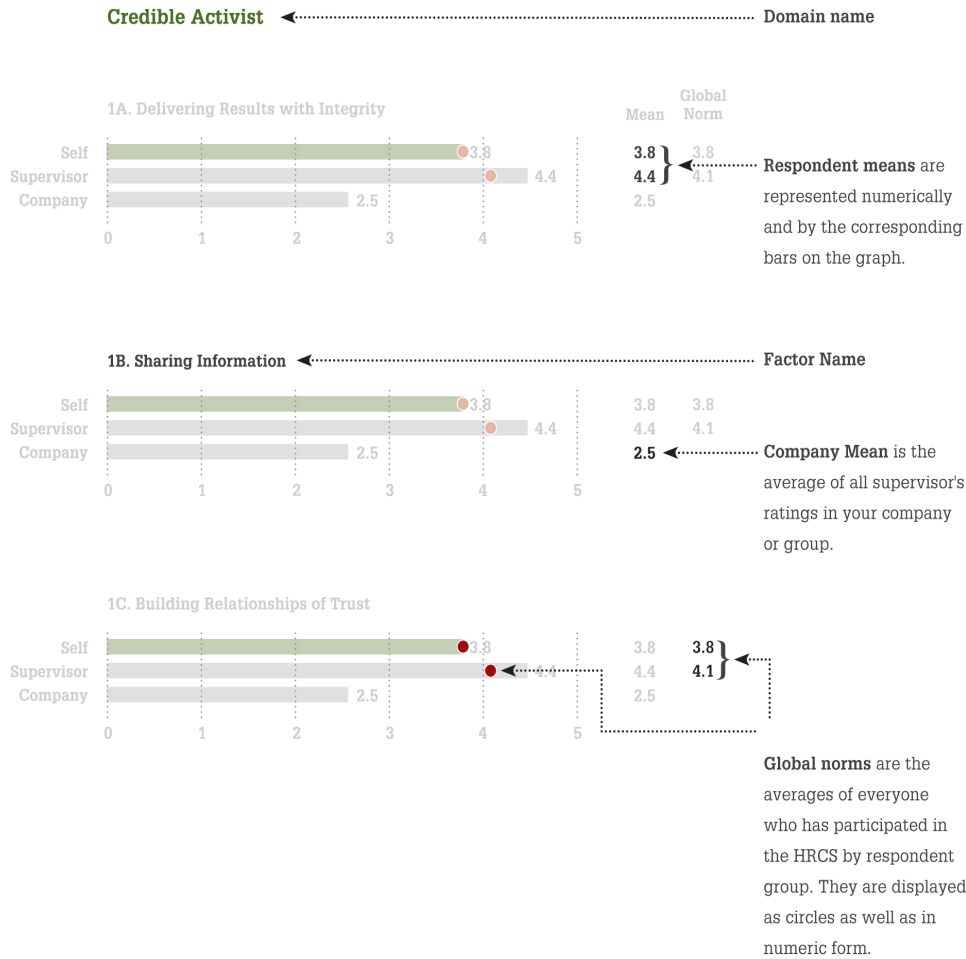 Credible Activist
Domain name
1A. Delivering Results with Integrity
Mean
Global
Norm
Self 3.8 3.8 3.8
Supervisor 4.4 4.4 4.1
Company 2.5 2.5
0 1 2 3 4 5
Respondent means are
represented numerically
and by the corresponding
bars on the graph.
1B. Sharing Information
Factor Name
Self 3.8 3.8 3.8
Supervisor 4.4 4.4 4.1
Company 2.5 2.5
0 1 2 3 4 5
Company Mean is the
average of all supervisor's
ratings in your company
or group.
1C. Building Relationships of Trust
Self 3.8 3.8 3.8
Supervisor 4.4 4.4 4.1
Company 2.5 2.5
0 1 2 3 4 5
Global norms are the
averages of everyone
who has participated in
the HRCS by respondent
group. They are displayed
as circles as well as in
numeric form.